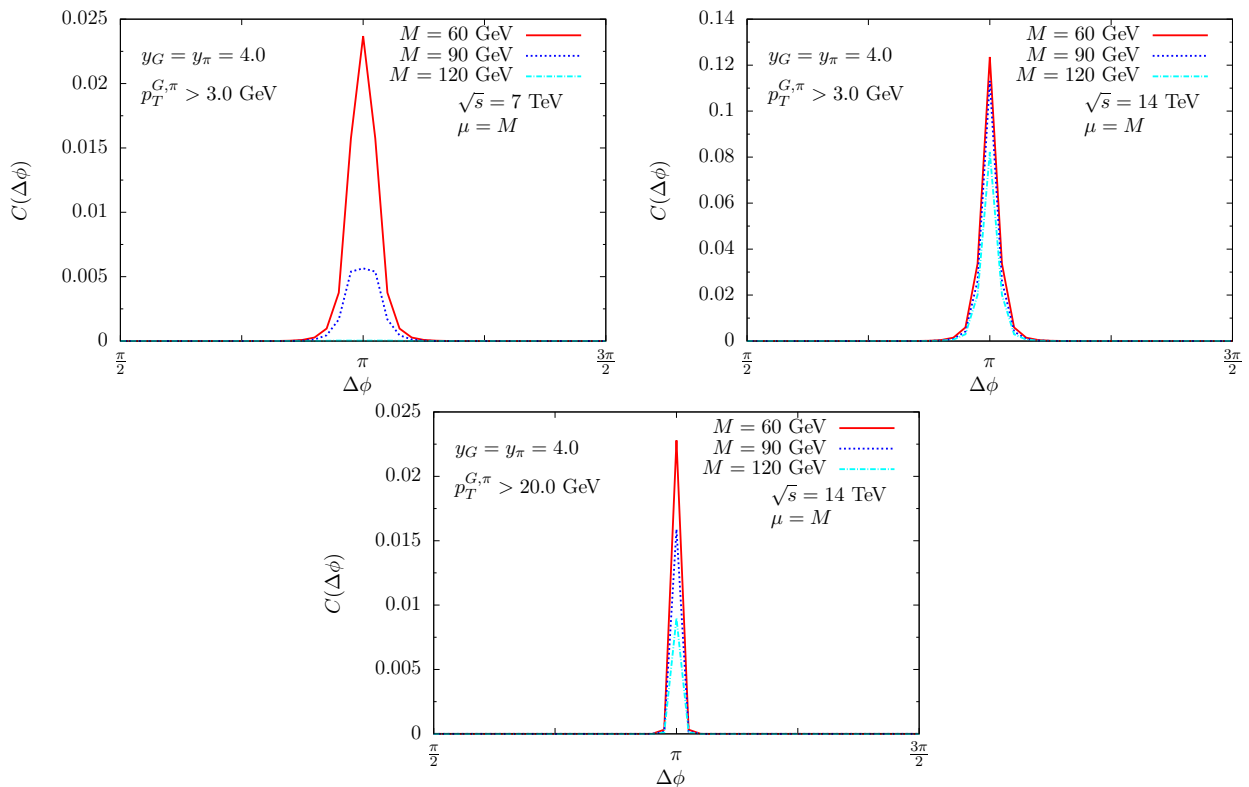 0.025
0.02
0.015
0.01
0.005
0
C(Δϕ)
y_G = y_π = 4.0
p_T^{G,π} > 3.0 GeV
M = 60 GeV
M = 90 GeV
M = 120 GeV
√s = 7 TeV
μ = M
π/2
π
3π/2
Δϕ
0.14
0.12
0.1
0.08
0.06
0.04
0.02
0
C(Δϕ)
y_G = y_π = 4.0
p_T^{G,π} > 3.0 GeV
M = 60 GeV
M = 90 GeV
M = 120 GeV
√s = 14 TeV
μ = M
π/2
π
3π/2
Δϕ
0.025
0.02
0.015
0.01
0.005
0
C(Δϕ)
y_G = y_π = 4.0
p_T^{G,π} > 20.0 GeV
M = 60 GeV
M = 90 GeV
M = 120 GeV
√s = 14 TeV
μ = M
π/2
π
3π/2
Δϕ